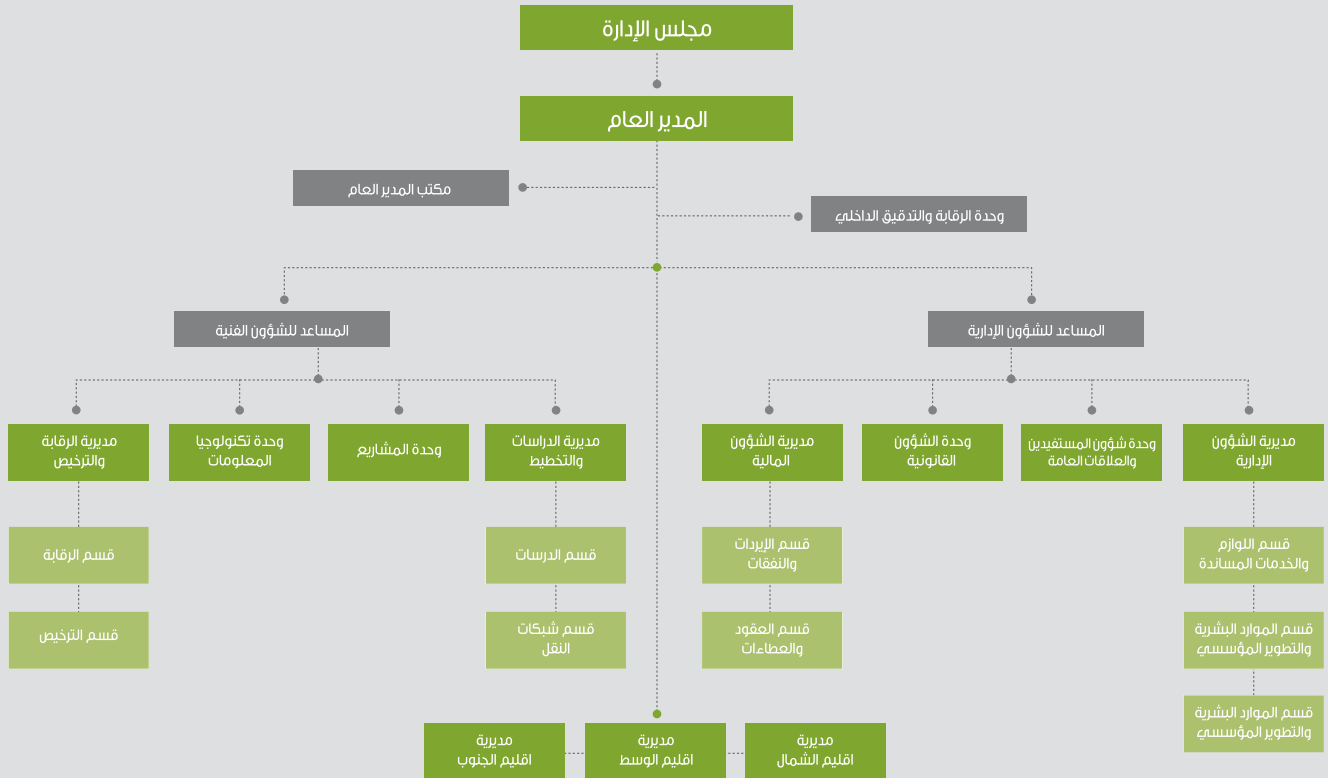 مجلس الإدارة
المدير العام
مكتب المدير العام
وحدة الرقابة والتدقيق الداخلي
المساعد للشؤون الإدارية
المساعد للشؤون الفنية
مديرية الشؤون
الإدارية
وحدة شؤون المستفيدين
والعلاقات العامة
وحدة الشؤون
القانونية
مديرية الشؤون
المالية
مديرية الدراسات
والتخطيط
وحدة المشاريع
وحدة تكنولوجيا
المعلومات
مديرية الرقابة
والترخيص
قسم اللوازم
والخدمات المساندة
قسم الإيردات
والنفقات
قسم الدرسات
قسم الرقابة
قسم الموارد البشرية
والتطوير المؤسسي
قسم العقود
والعطاءات
قسم شبكات
النقل
قسم الترخيص
قسم الموارد البشرية
والتطوير المؤسسي
مديرية
اقليم الشمال
مديرية
اقليم الوسط
مديرية
اقليم الجنوب